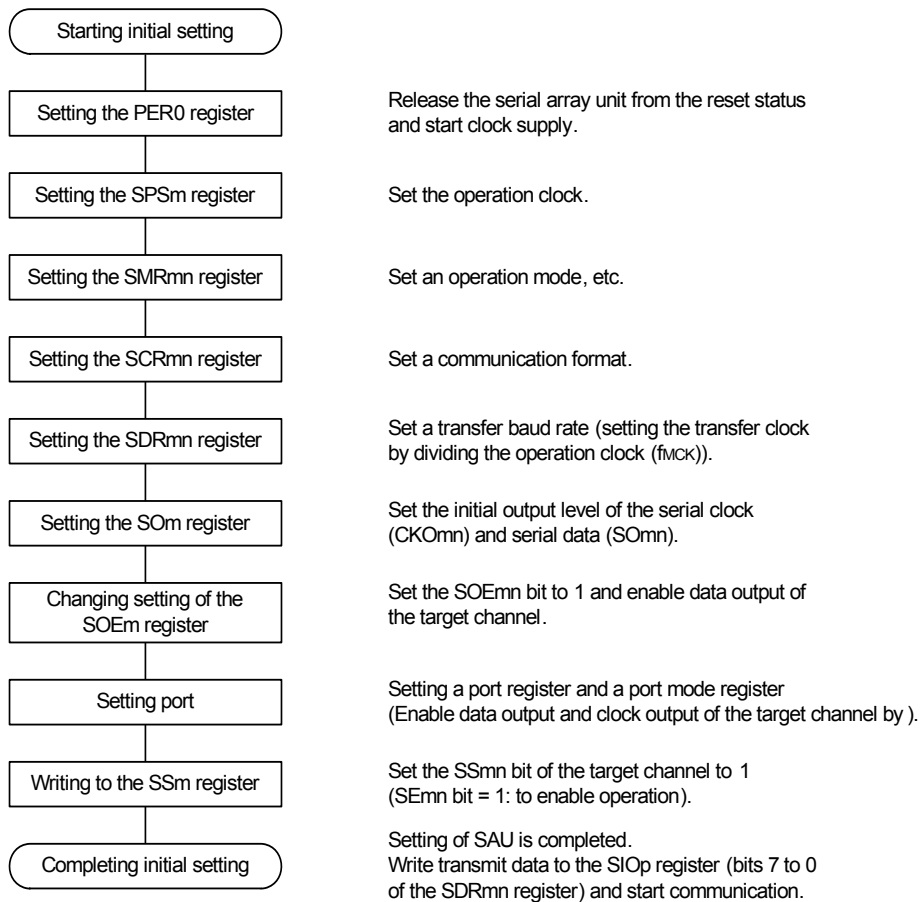 Starting initial setting
Setting the PER0 register
Release the serial array unit from the reset status
and start clock supply.
Setting the SPSm register
Set the operation clock.
Setting the SMRmn register
Set an operation mode, etc.
Setting the SCRmn register
Set a communication format.
Setting the SDRmn register
Set a transfer baud rate (setting the transfer clock
by dividing the operation clock (fMCK)).
Setting the SOm register
Set the initial output level of the serial clock
(CKOmn) and serial data (SOmn).
Changing setting of the
SOEm register
Set the SOEmn bit to 1 and enable data output of
the target channel.
Setting port
Setting a port register and a port mode register
(Enable data output and clock output of the target channel by ).
Writing to the SSm register
Set the SSmn bit of the target channel to 1
(SEmn bit = 1: to enable operation).
Completing initial setting
Setting of SAU is completed.
Write transmit data to the SIOp register (bits 7 to 0
of the SDRmn register) and start communication.